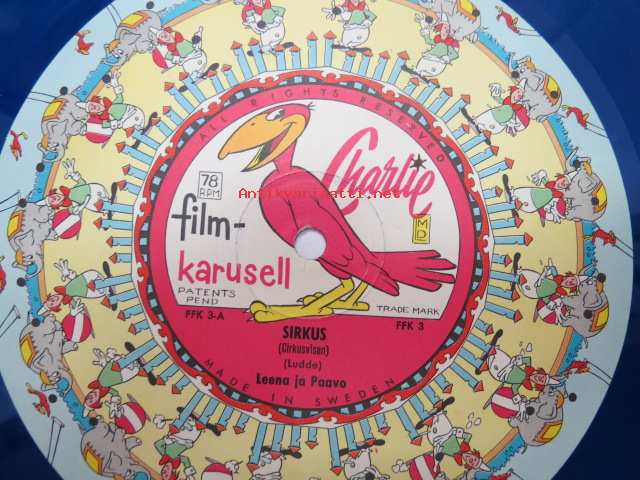 ALL RIGHTS RESERVED
78
RPM
Charlie
Antikvariaatti.net
film-
MD
karusell
PATENTS
PEND
TRADE MARK
FFK 3-A
FFK 3
SIRKUS
(Cirkusvisan)
(Ludde)
Leena ja Paavo
MADE IN SWEDEN